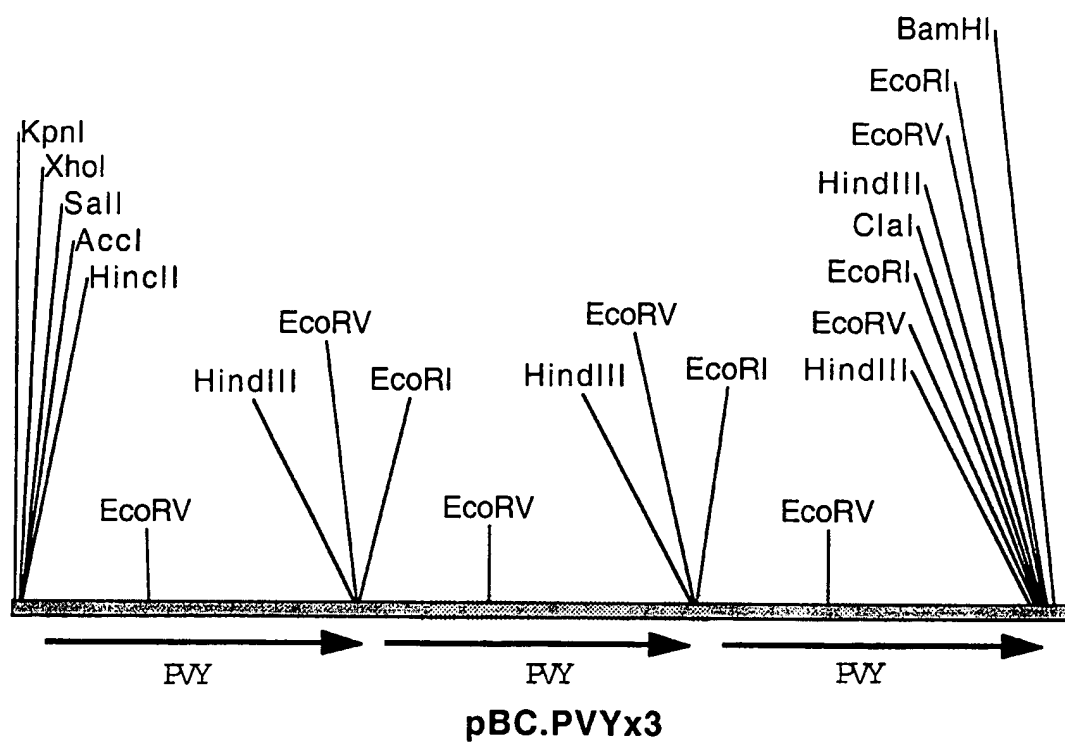 BamHI
EcoRI
KpnI
EcoRV
XhoI
HindIII
SalI
ClaI
AccI
EcoRI
HincII
EcoRV
EcoRV
EcoRV
HindIII
EcoRI
HindIII
EcoRI
HindIII
EcoRV
EcoRV
EcoRV
PVY
PVY
PVY
pBC.PVYx3